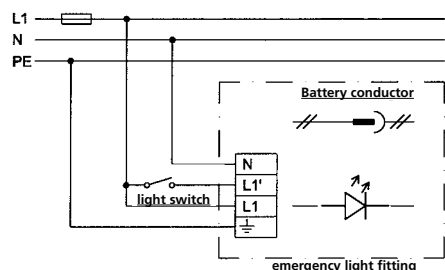 L1
N
PE
Battery conductor
N
L1'
light switch
L1
emergency light fitting